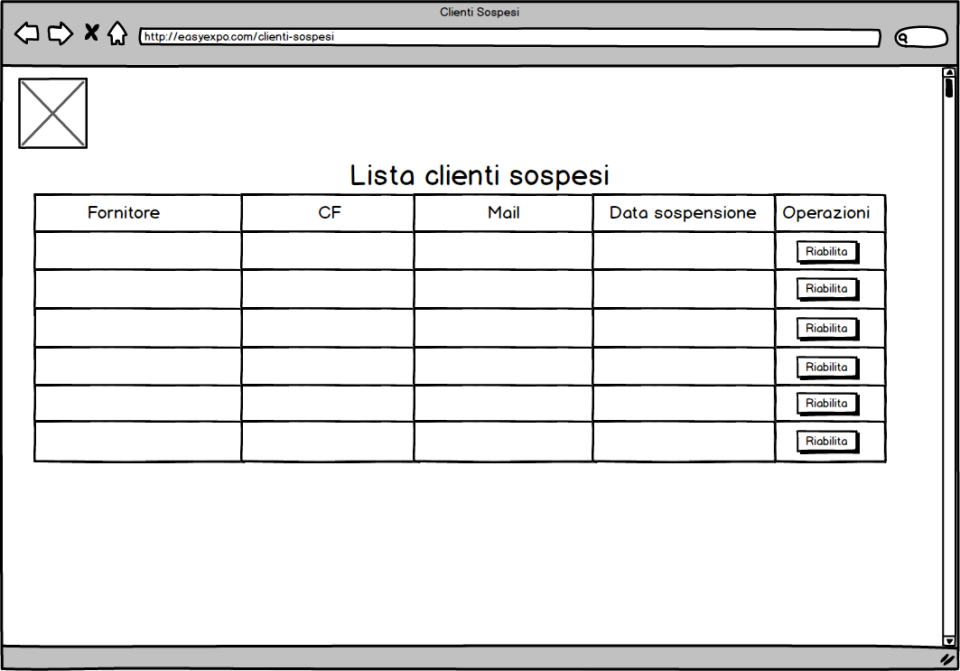 Clienti Sospesi
http://easyexpo.com/clienti-sospesi
Lista clienti sospesi
Fornitore CF Mail Data sospensione Operazioni
Riabilita
Riabilita
Riabilita
Riabilita
Riabilita
Riabilita